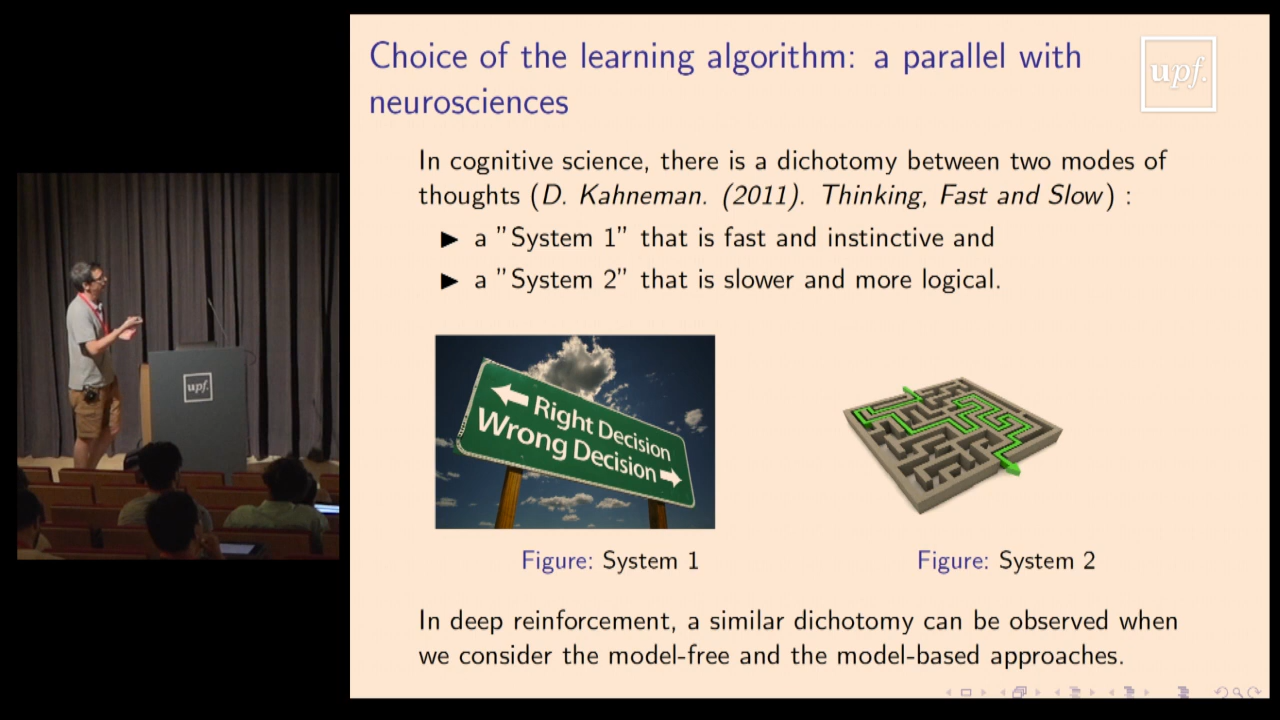 Choice of the learning algorithm: a parallel with
neurosciences
upf.
In cognitive science, there is a dichotomy between two modes of
thoughts (D. Kahneman. (2011). Thinking, Fast and Slow) :
► a "System 1" that is fast and instinctive and
► a "System 2" that is slower and more logical.
Right Decision
Wrong Decision
Figure: System 1
Figure: System 2
In deep reinforcement, a similar dichotomy can be observed when
we consider the model-free and the model-based approaches.
upf.